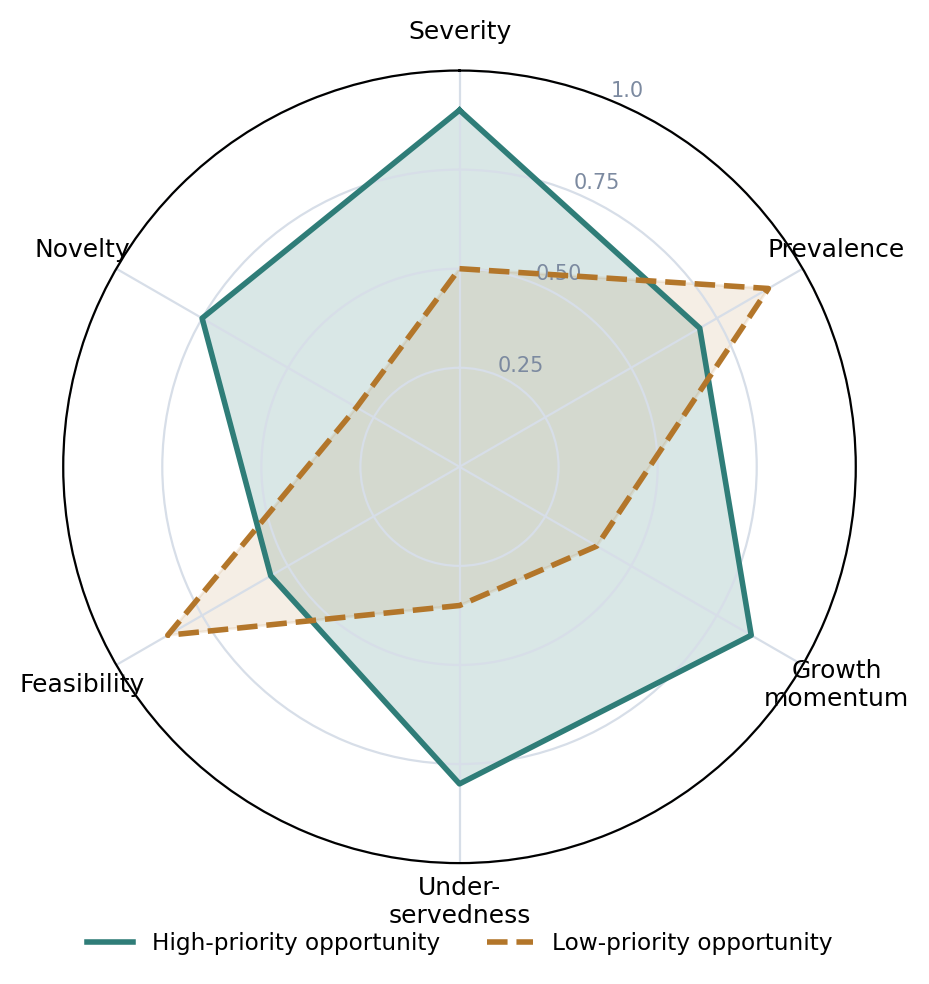 Severity
1.0
0.75
Novelty
Prevalence
0.50
0.25
Feasibility
Growth
momentum
Under-
servedness
High-priority opportunity
Low-priority opportunity